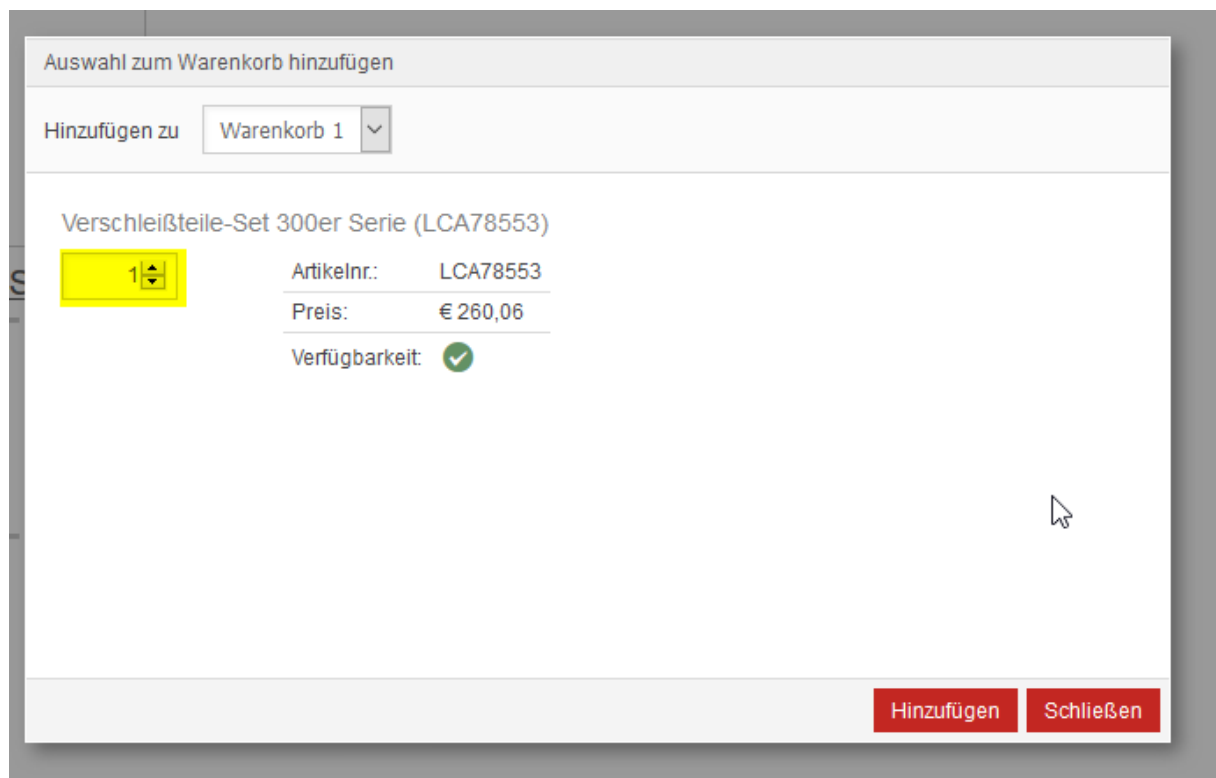 Auswahl zum Warenkorb hinzufügen
Hinzufügen zu Warenkorb 1
Verschleißteile-Set 300er Serie (LCA78553)
1 Artikelnr.: LCA78553
Preis: € 260,06
Verfügbarkeit:
S
Hinzufügen Schließen